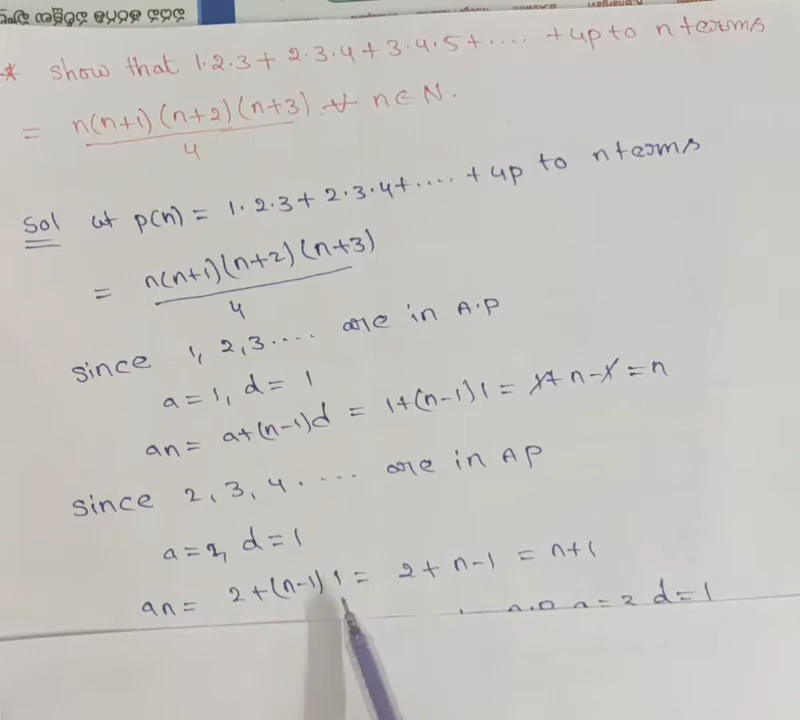 * show that 1·2·3 + 2·3·4 + 3·4·5 + .... + up to n terms
= n(n+1)(n+2)(n+3)/4 ∀ n ∈ N.
Sol let p(n) = 1·2·3 + 2·3·4 + .... + up to n terms
= n(n+1)(n+2)(n+3)/4
since 1, 2, 3 .... are in A.P
a = 1, d = 1
an = a+(n-1)d = 1+(n-1)1 = 1+n-1 = n
since 2, 3, 4 .... are in AP
a = 2, d = 1
an = 2+(n-1)1 = 2+n-1 = n+1
d = 1